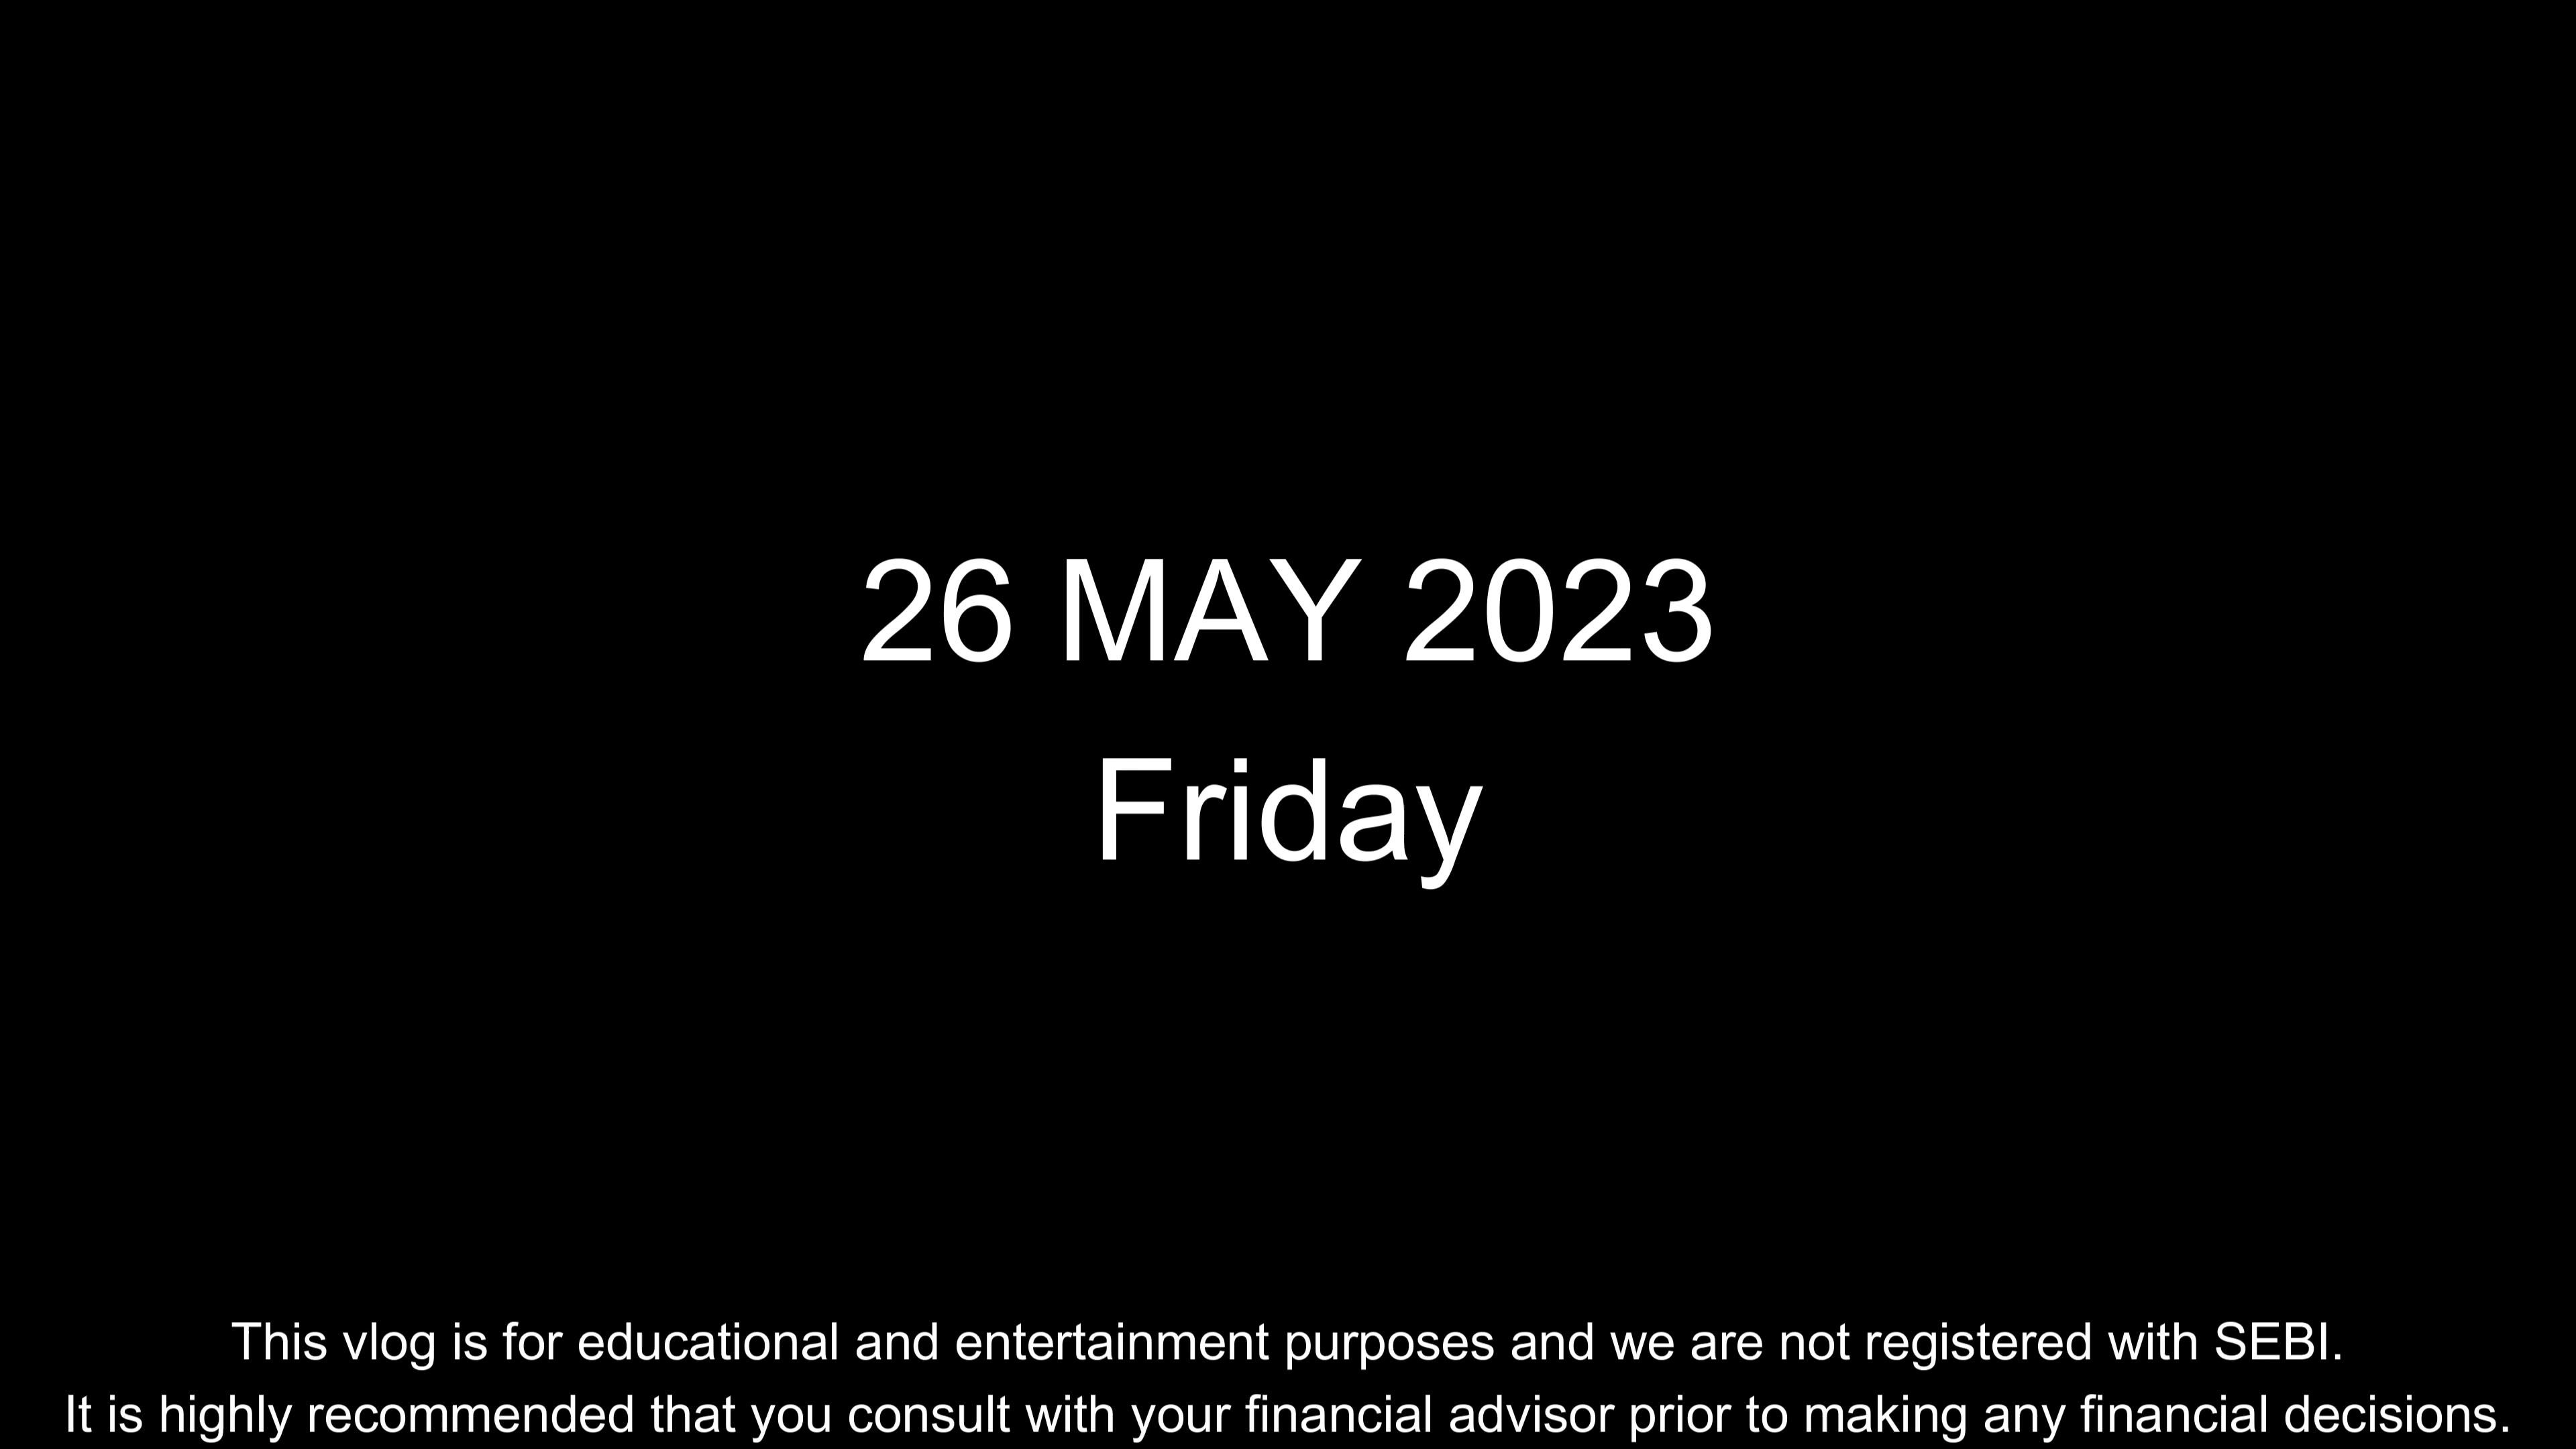 26 MAY 2023
Friday
This vlog is for educational and entertainment purposes and we are not registered with SEBI.
It is highly recommended that you consult with your financial advisor prior to making any financial decisions.